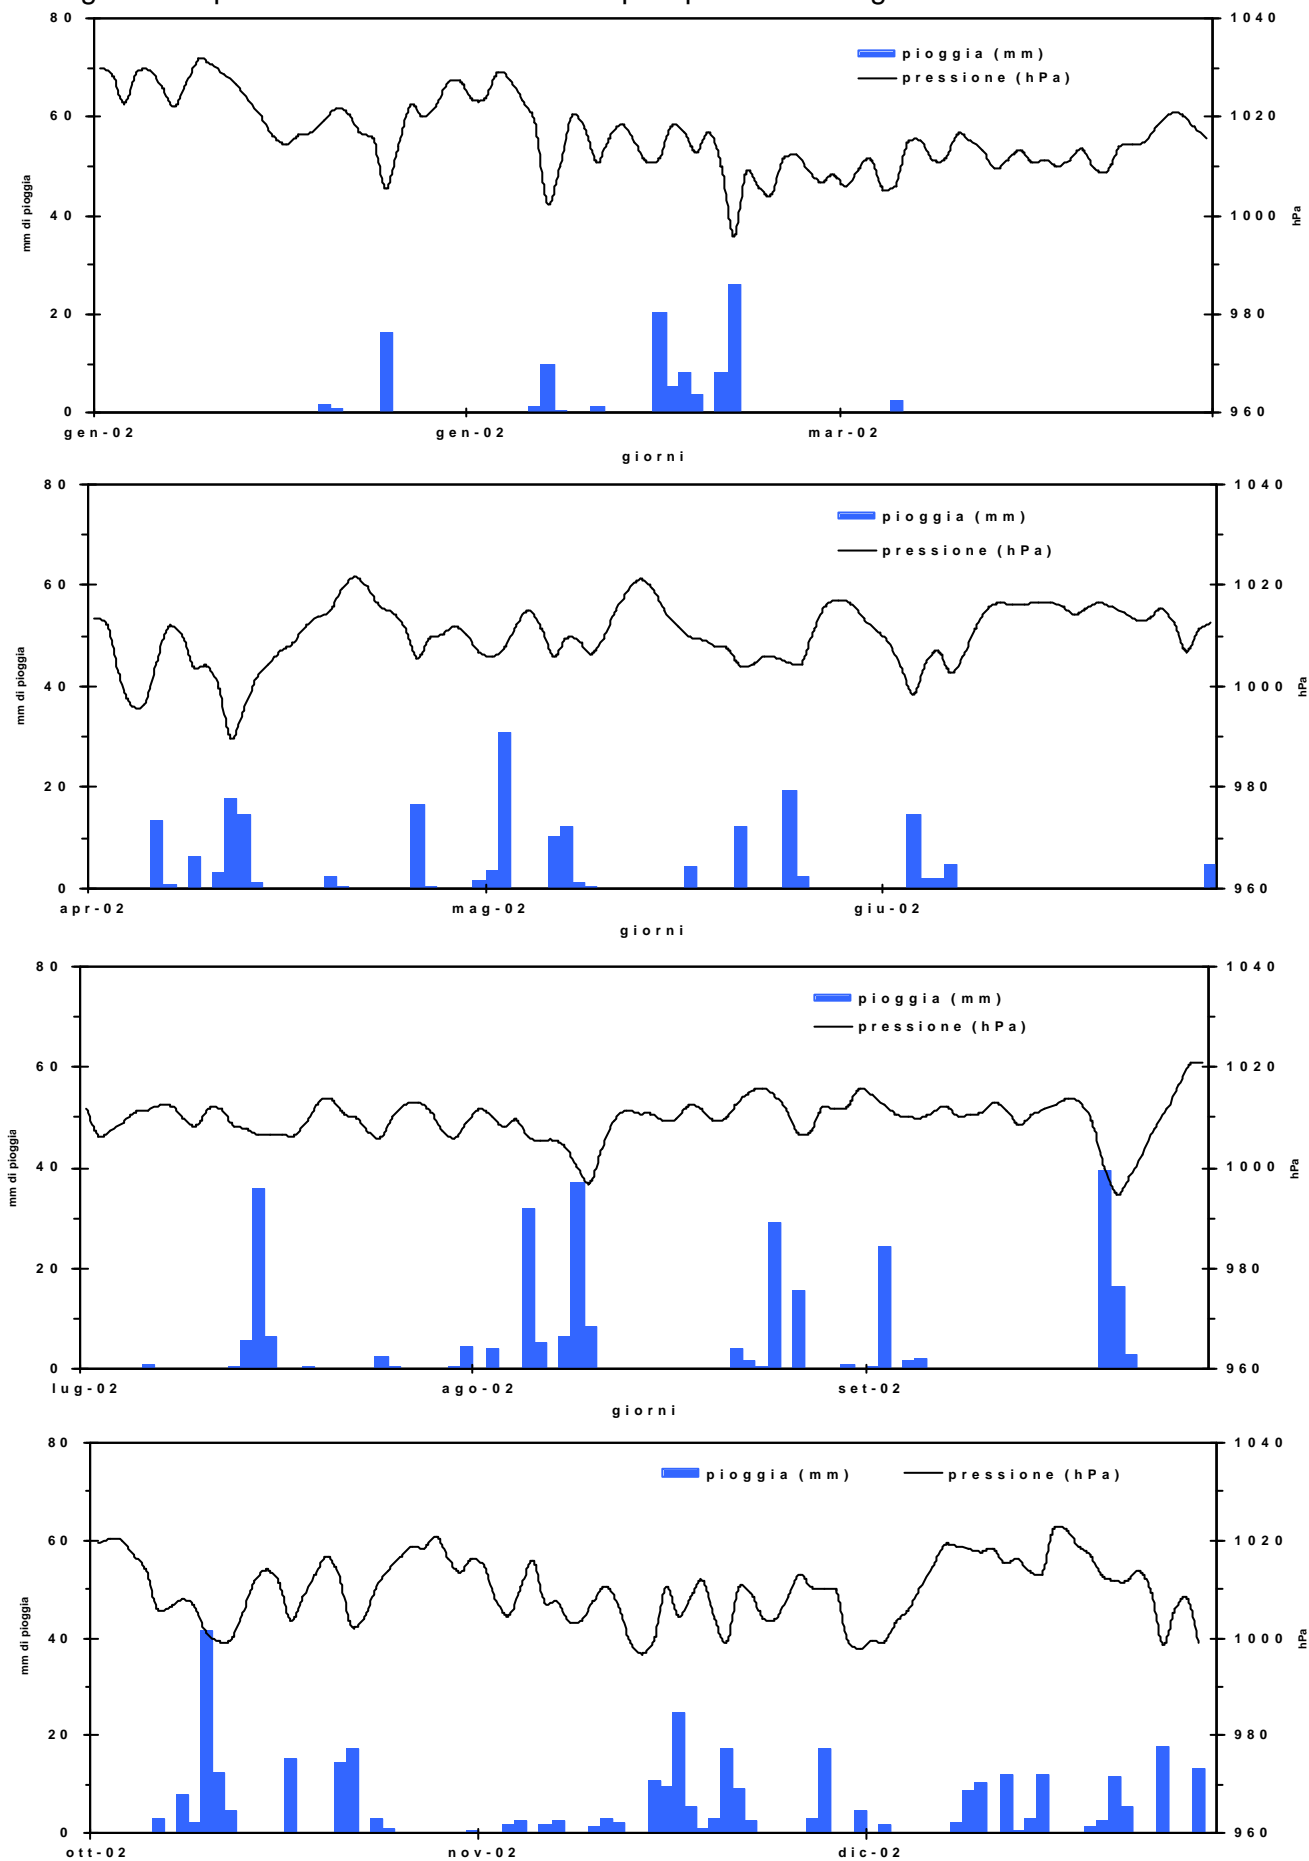 80 1040
pioggia (mm)
pressione (hPa)
60 1020
mm di pioggia
hPa
40 1000
20 980
0 960
gen-02 gen-02 mar-02
giorni
80 1040
pioggia (mm)
pressione (hPa)
60 1020
mm di pioggia
hPa
40 1000
20 980
0 960
apr-02 mag-02 giu-02
giorni
80 1040
pioggia (mm)
pressione (hPa)
60 1020
mm di pioggia
hPa
40 1000
20 980
0 960
lug-02 ago-02 set-02
giorni
80 1040
pioggia (mm) pressione (hPa)
60 1020
mm di pioggia
hPa
40 1000
20 980
0 960
ott-02 nov-02 dic-02